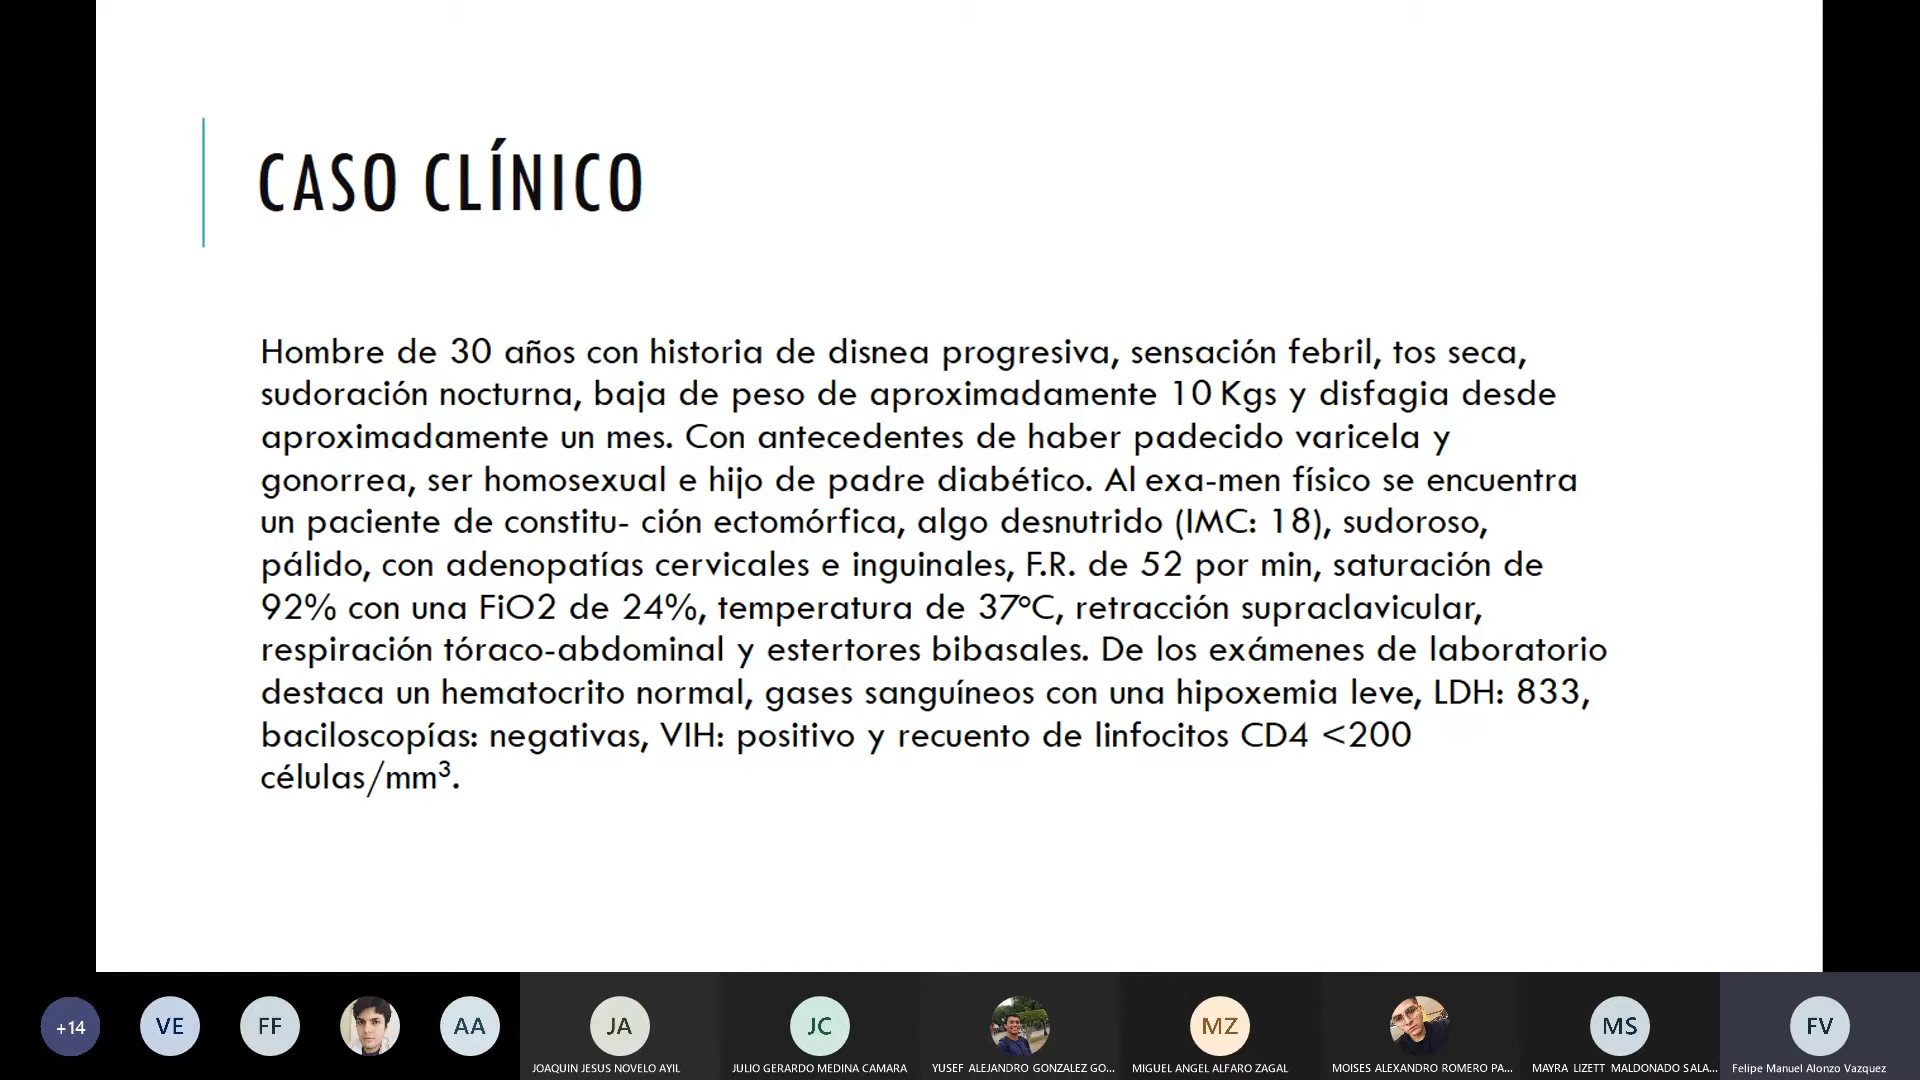 CASO CLÍNICO
Hombre de 30 años con historia de disnea progresiva, sensación febril, tos seca,
sudoración nocturna, baja de peso de aproximadamente 10 Kgs y disfagia desde
aproximadamente un mes. Con antecedentes de haber padecido varicela y
gonorrea, ser homosexual e hijo de padre diabético. Al exa-men físico se encuentra
un paciente de constitu- ción ectomórfica, algo desnutrido (IMC: 18), sudoroso,
pálido, con adenopatías cervicales e inguinales, F.R. de 52 por min, saturación de
92% con una FiO2 de 24%, temperatura de 37°C, retracción supraclavicular,
respiración tóraco-abdominal y estertores bibasales. De los exámenes de laboratorio
destaca un hematocrito normal, gases sanguíneos con una hipoxemia leve, LDH: 833,
baciloscopías: negativas, VIH: positivo y recuento de linfocitos CD4 <200
células/mm³.
+14
VE
FF
AA
JA
JC
MZ
MS
FV
JOAQUIN JESUS NOVELO AYIL
JULIO GERARDO MEDINA CAMARA
YUSEF ALEJANDRO GONZALEZ GO...
MIGUEL ANGEL ALFARO ZAGAL
MOISES ALEXANDRO ROMERO PA...
MAYRA LIZETT MALDONADO SALA...
Felipe Manuel Alonzo Vazquez